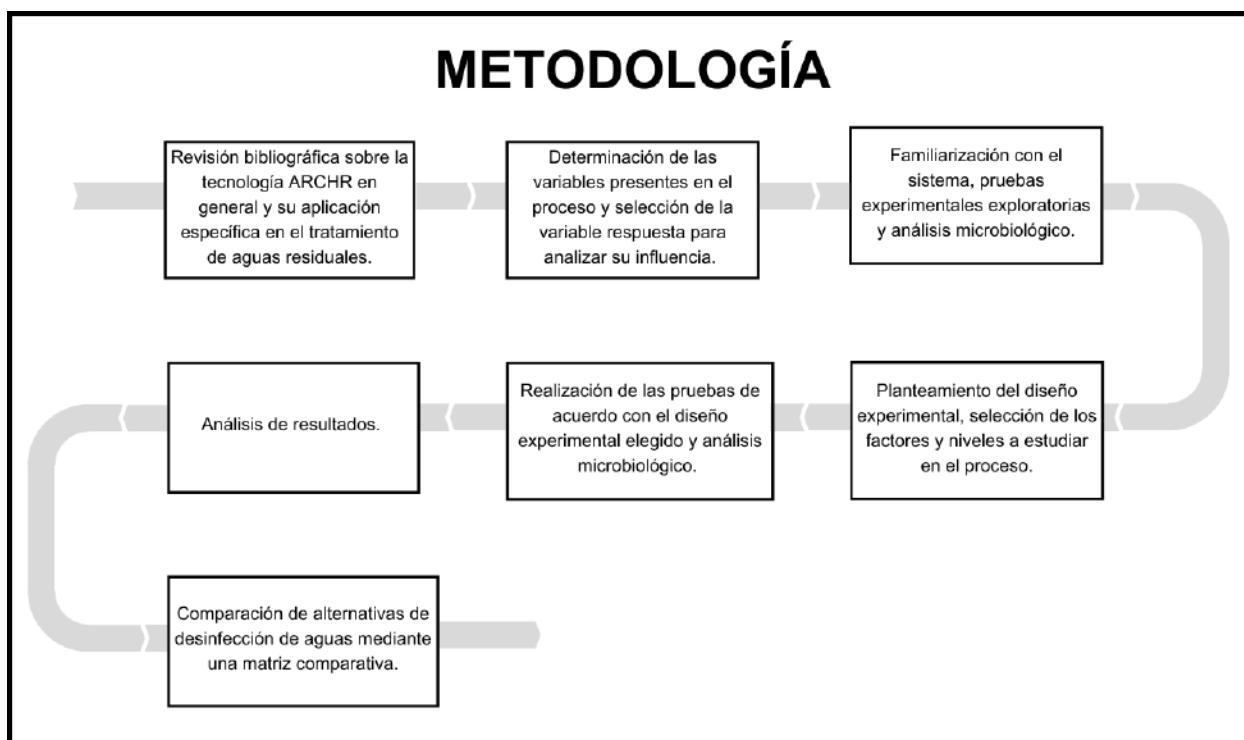 METODOLOGÍA
Revisión bibliográfica sobre la
tecnología ARCHR en
general y su aplicación
específica en el tratamiento
de aguas residuales.
Determinación de las
variables presentes en el
proceso y selección de la
variable respuesta para
analizar su influencia.
Familiarización con el
sistema, pruebas
experimentales exploratorias
y análisis microbiológico.
Planteamiento del diseño
experimental, selección de los
factores y niveles a estudiar
en el proceso.
Realización de las pruebas de
acuerdo con el diseño
experimental elegido y análisis
microbiológico.
Análisis de resultados.
Comparación de alternativas de
desinfección de aguas mediante
una matriz comparativa.